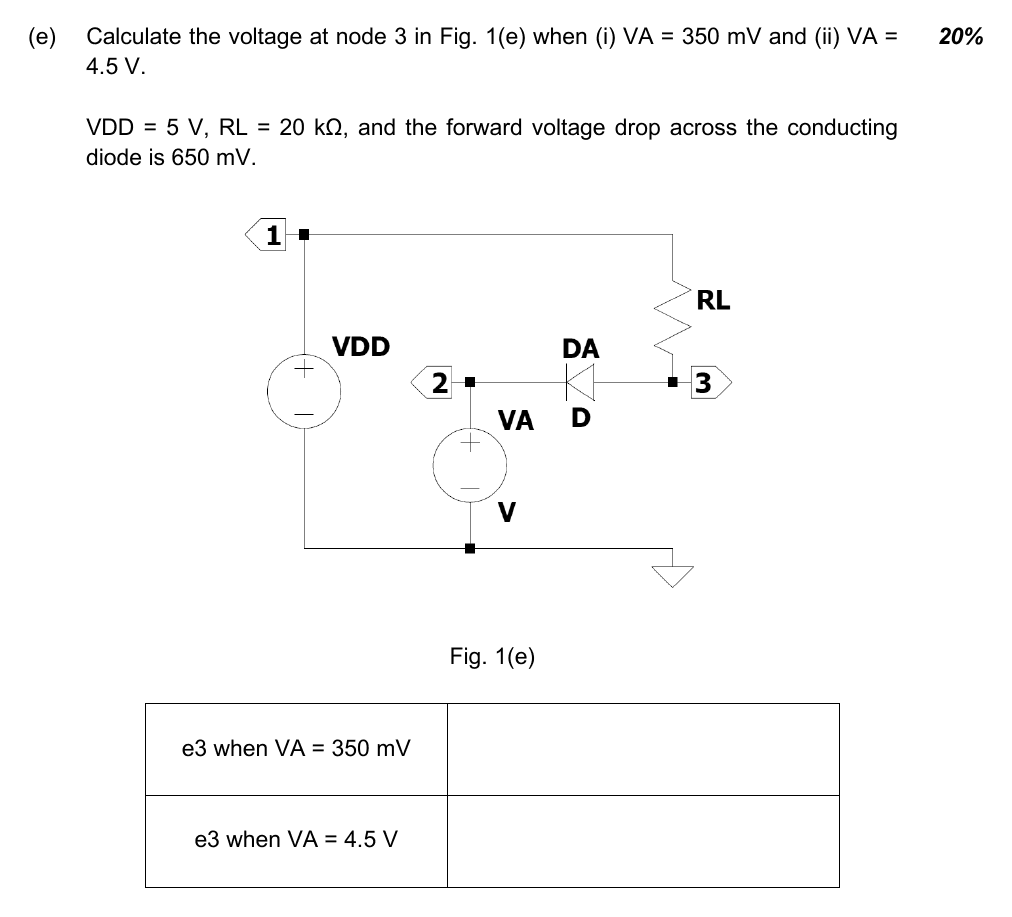 (e) Calculate the voltage at node 3 in Fig. 1(e) when (i) VA = 350 mV and (ii) VA = 20%
4.5 V.
VDD = 5 V, RL = 20 kΩ, and the forward voltage drop across the conducting
diode is 650 mV.
1
RL
VDD
DA
2
3
VA D
V
Fig. 1(e)
e3 when VA = 350 mV
e3 when VA = 4.5 V